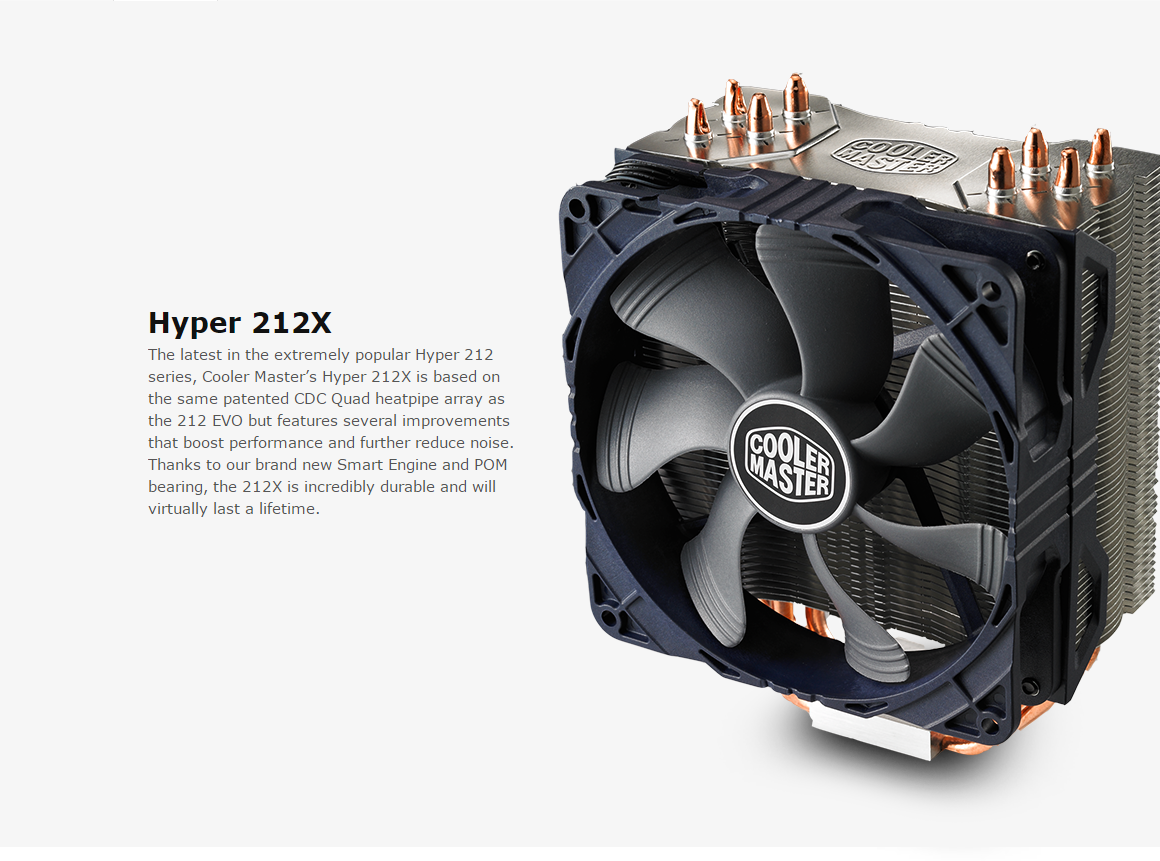 Hyper 212X
The latest in the extremely popular Hyper 212
series, Cooler Master’s Hyper 212X is based on
the same patented CDC Quad heatpipe array as
the 212 EVO but features several improvements
that boost performance and further reduce noise.
Thanks to our brand new Smart Engine and POM
bearing, the 212X is incredibly durable and will
virtually last a lifetime.
COOLER
MASTER
COOLER
MASTER